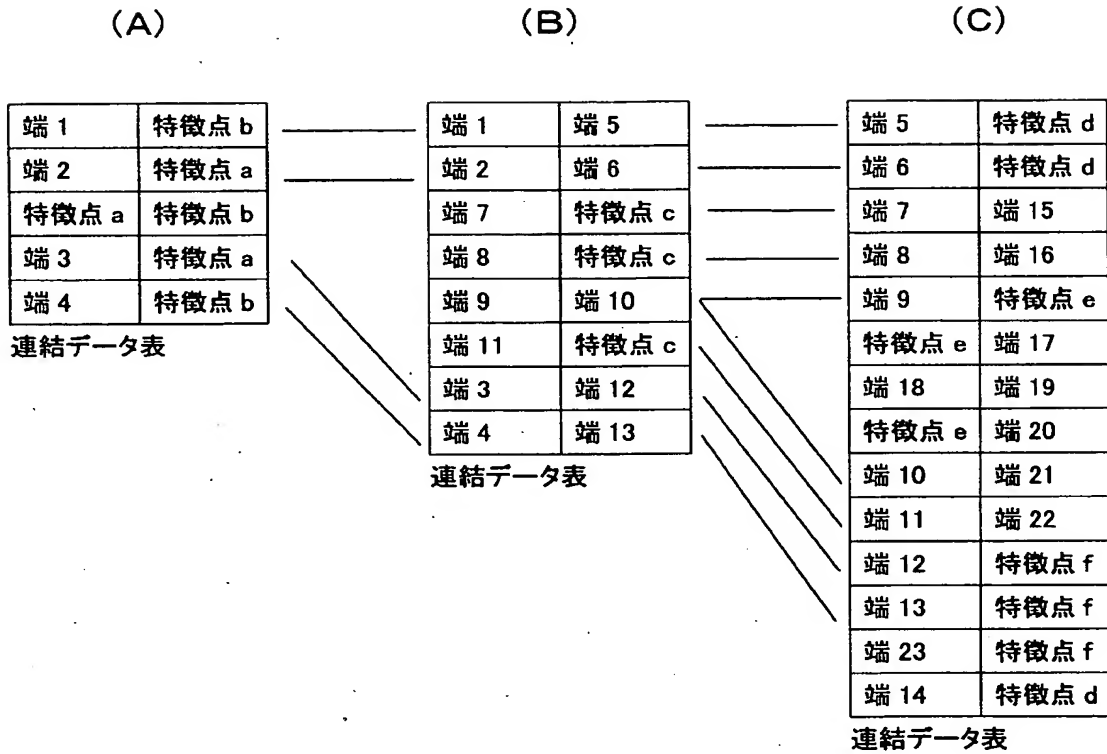 (A)
(B)
(C)
端 1 特徴点 b
端 2 特徴点 a
特徴点 a 特徴点 b
端 3 特徴点 a
端 4 特徴点 b
連結データ表
端 1 端 5
端 2 端 6
端 7 特徴点 c
端 8 特徴点 c
端 9 端 10
端 11 特徴点 c
端 3 端 12
端 4 端 13
連結データ表
端 5 特徴点 d
端 6 特徴点 d
端 7 端 15
端 8 端 16
端 9 特徴点 e
特徴点 e 端 17
端 18 端 19
特徴点 e 端 20
端 10 端 21
端 11 端 22
端 12 特徴点 f
端 13 特徴点 f
端 23 特徴点 f
端 14 特徴点 d
連結データ表